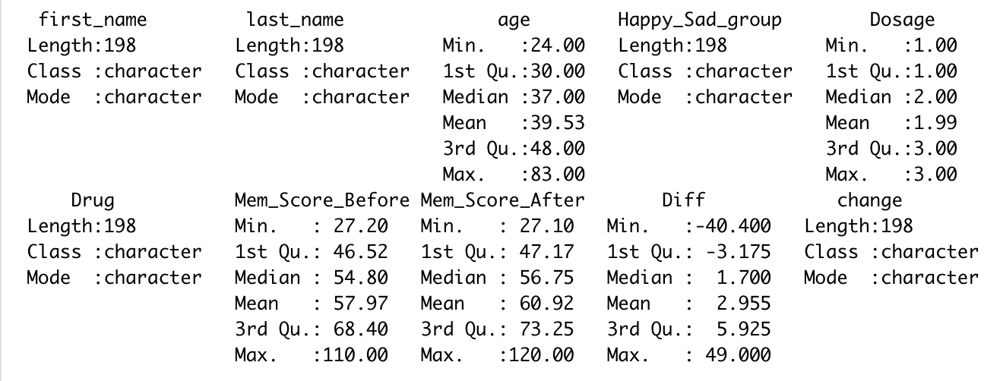 first_name last_name age Happy_Sad_group Dosage
Length:198 Length:198 Min. :24.00 Length:198 Min. :1.00
Class :character Class :character 1st Qu.:30.00 Class :character 1st Qu.:1.00
Mode :character Mode :character Median :37.00 Mode :character Median :2.00
Mean :39.53 Mean :1.99
3rd Qu.:48.00 3rd Qu.:3.00
Max. :83.00 Max. :3.00
Drug Mem_Score_Before Mem_Score_After Diff change
Length:198 Min. : 27.20 Min. : 27.10 Min. :-40.400 Length:198
Class :character 1st Qu.: 46.52 1st Qu.: 47.17 1st Qu.: -3.175 Class :character
Mode :character Median : 54.80 Median : 56.75 Median : 1.700 Mode :character
Mean : 57.97 Mean : 60.92 Mean : 2.955
3rd Qu.: 68.40 3rd Qu.: 73.25 3rd Qu.: 5.925
Max. :110.00 Max. :120.00 Max. : 49.000